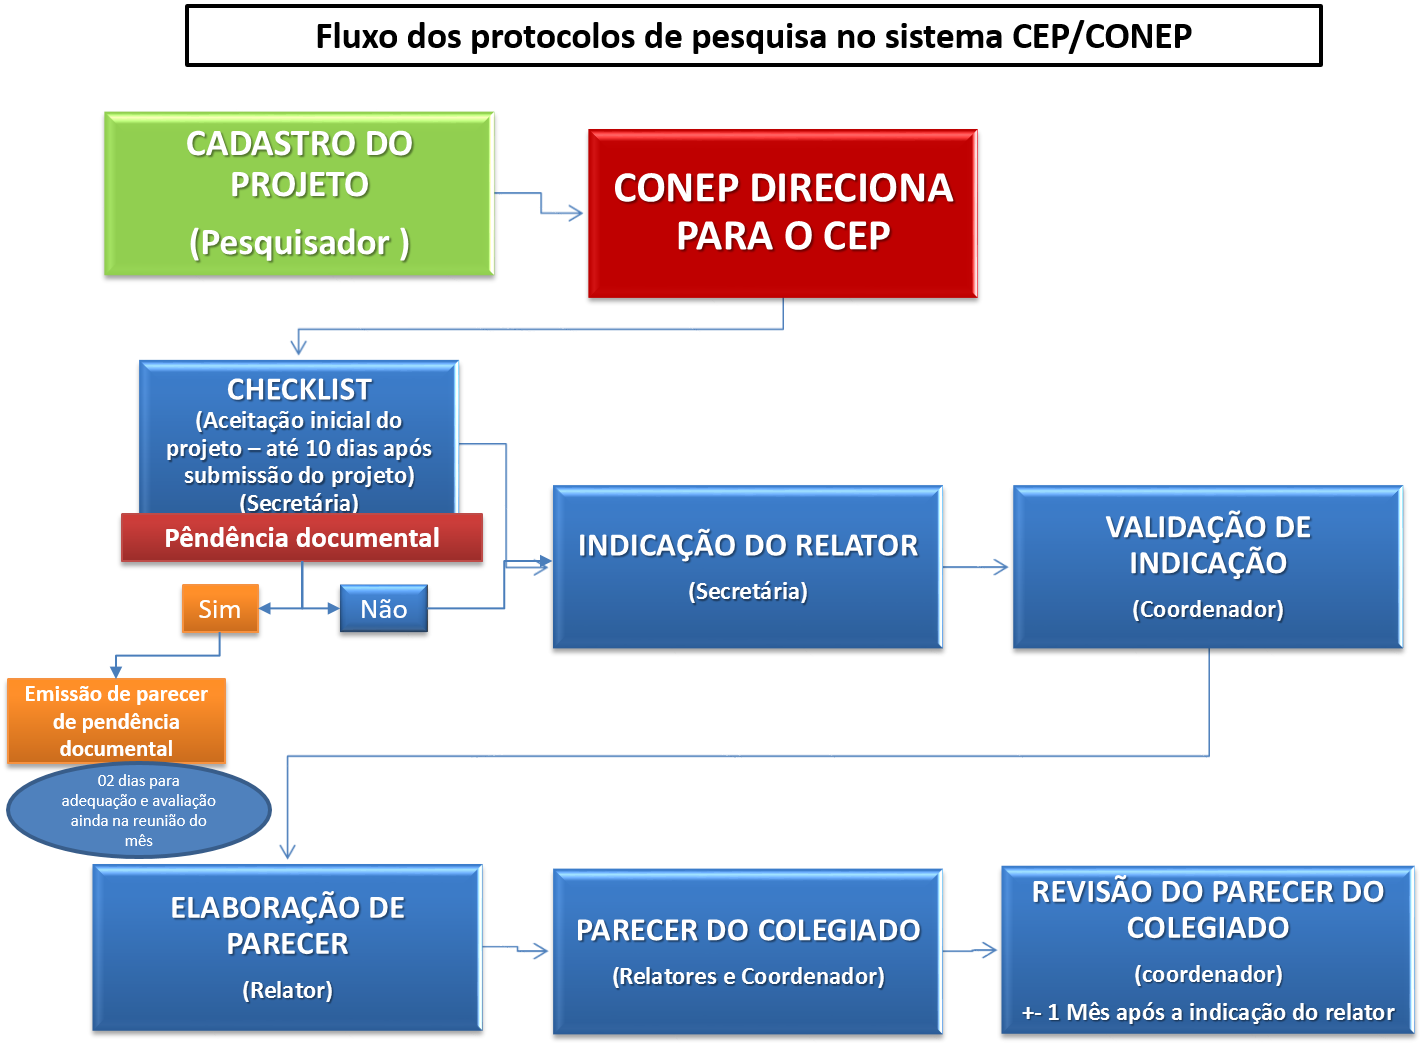 Fluxo dos protocolos de pesquisa no sistema CEP/CONEP
CADASTRO DO
PROJETO
(Pesquisador )
CONEP DIRECIONA
PARA O CEP
CHECKLIST
(Aceitação inicial do
projeto – até 10 dias após
submissão do projeto)
(Secretária)
Pêndência documental
Sim
Não
Emissão de parecer
de pendência
documental
02 dias para
adequação e avaliação
ainda na reunião do
mês
INDICAÇÃO DO RELATOR
(Secretária)
VALIDAÇÃO DE
INDICAÇÃO
(Coordenador)
ELABORAÇÃO DE
PARECER
(Relator)
PARECER DO COLEGIADO
(Relatores e Coordenador)
REVISÃO DO PARECER DO
COLEGIADO
(coordenador)
+- 1 Mês após a indicação do relator